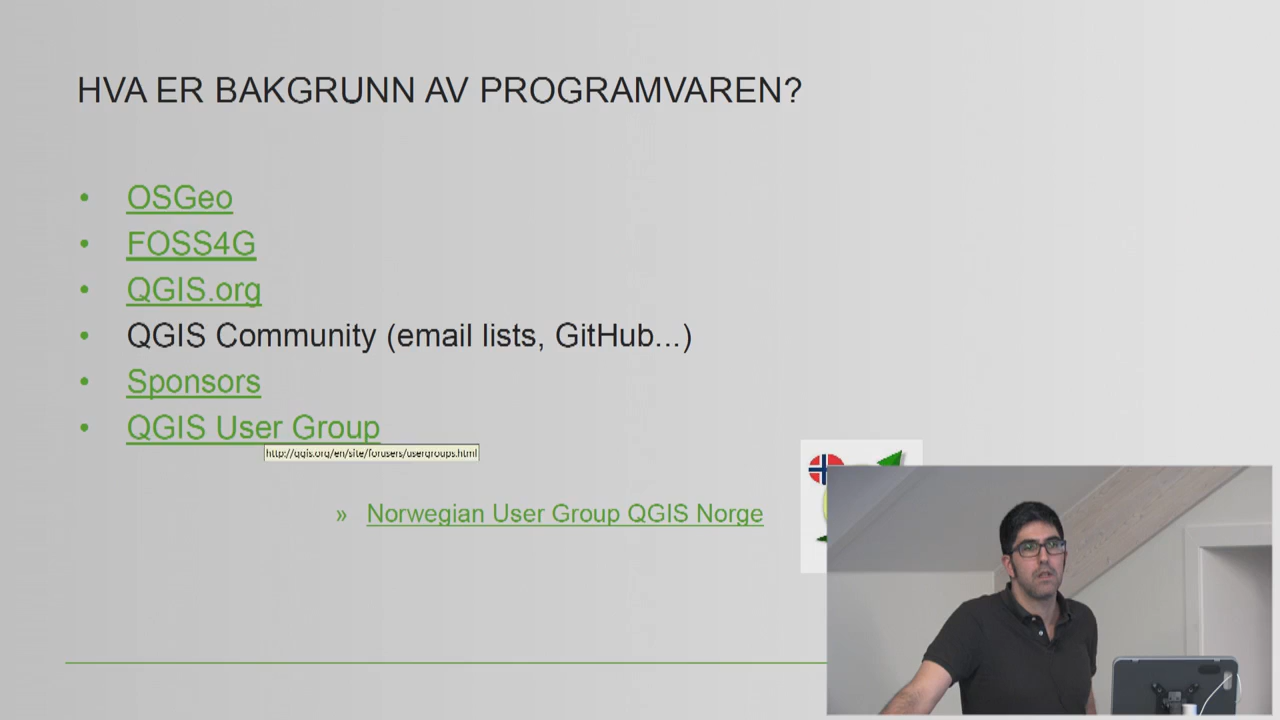 HVA ER BAKGRUNN AV PROGRAMVAREN?
• OSGeo
• FOSS4G
• QGIS.org
• QGIS Community (email lists, GitHub...)
• Sponsors
• QGIS User Group
http://qgis.org/en/site/forusers/usergroups.html
» Norwegian User Group QGIS Norge